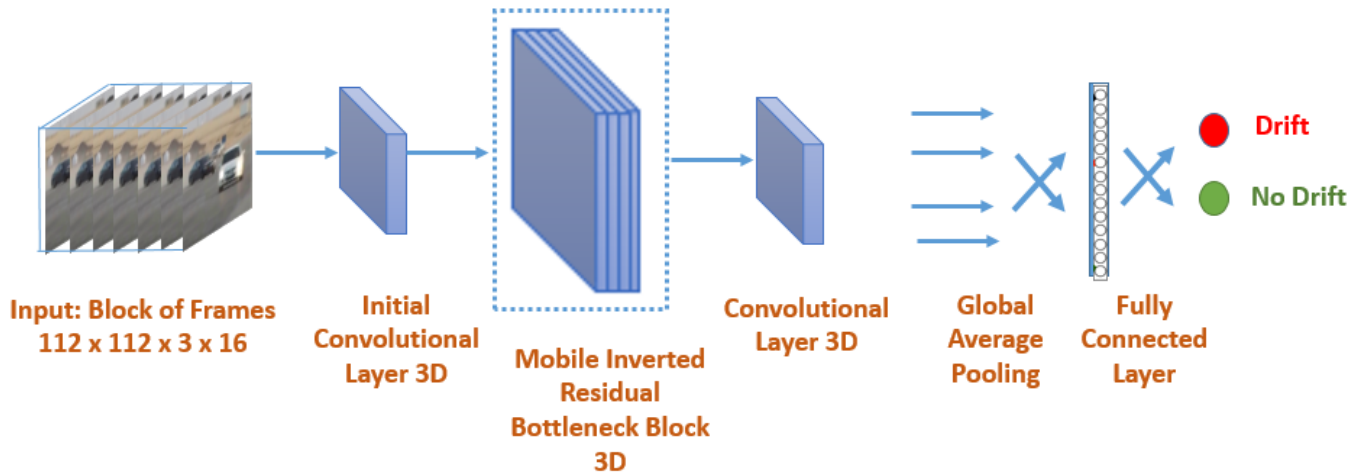 Drift
No Drift
Input: Block of Frames
112 x 112 x 3 x 16
Initial
Convolutional
Layer 3D
Mobile Inverted
Residual
Bottleneck Block
3D
Convolutional
Layer 3D
Global
Average
Pooling
Fully
Connected
Layer